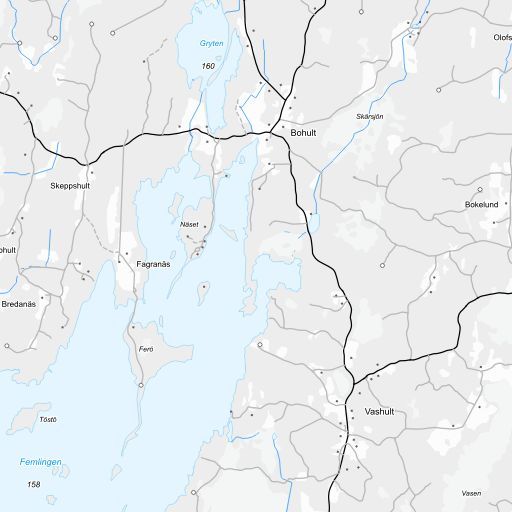 Gryten
160
Olofs
Skärsjön
Bohult
Skeppshult
Bokelund
Näset
ohult
Fagranäs
Bredanäs
Ferö
Töstö
Vashult
Femlingen
158
Vasen